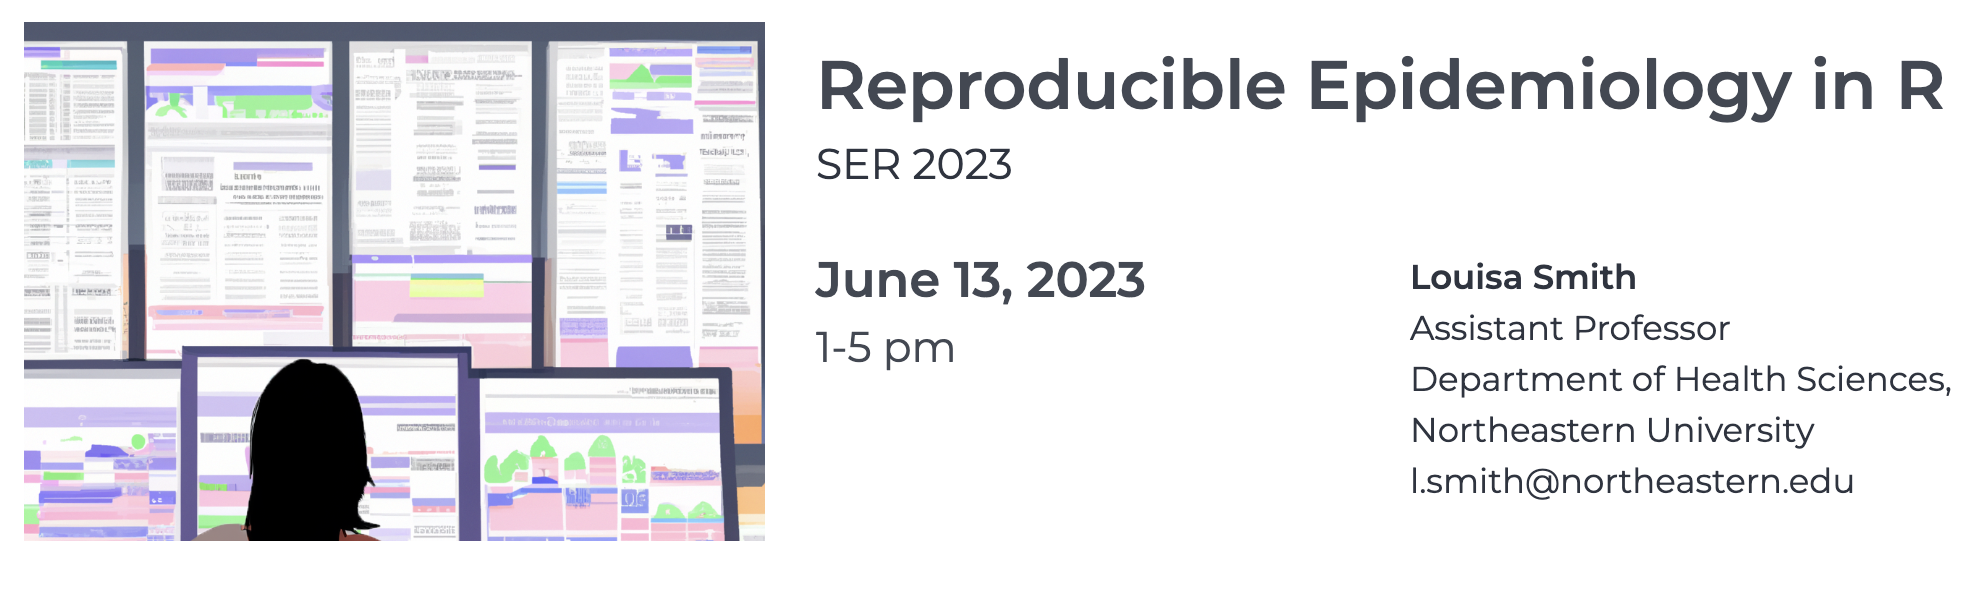 Reproducible Epidemiology in R
SER 2023
June 13, 2023
1-5 pm
Louisa Smith
Assistant Professor
Department of Health Sciences,
Northeastern University
l.smith@northeastern.edu